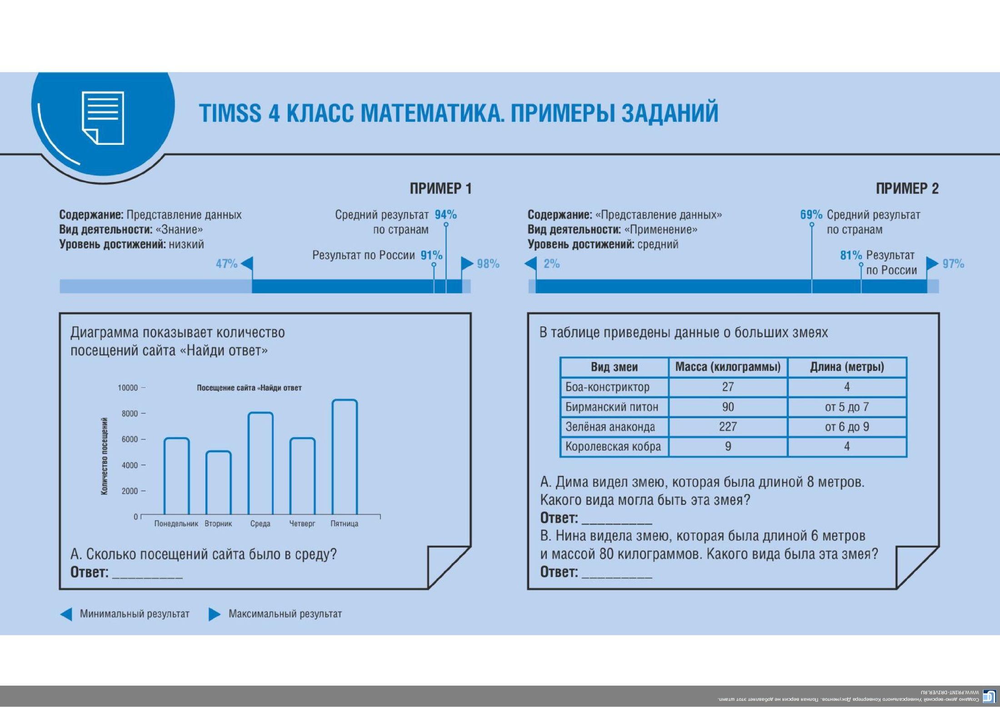 TIMSS 4 КЛАСС МАТЕМАТИКА. ПРИМЕРЫ ЗАДАНИЙ
ПРИМЕР 1
Содержание: Представление данных
Вид деятельности: «Знание»
Уровень достижений: низкий
Средний результат 94%
по странам
Результат по России 91%
47%
98%
Диаграмма показывает количество
посещений сайта «Найди ответ»
Посещение сайта «Найди ответ
Количество посещений
10000
8000
6000
4000
2000
0
Понедельник Вторник Среда Четверг Пятница
А. Сколько посещений сайта было в среду?
Ответ: _________
ПРИМЕР 2
Содержание: «Представление данных»
Вид деятельности: «Применение»
Уровень достижений: средний
69% Средний результат
по странам
81% Результат
по России
2%
97%
В таблице приведены данные о больших змеях
Вид змеи Масса (килограммы) Длина (метры)
Боа-констриктор 27 4
Бирманский питон 90 от 5 до 7
Зелёная анаконда 227 от 6 до 9
Королевская кобра 9 4
А. Дима видел змею, которая была длиной 8 метров.
Какого вида могла быть эта змея?
Ответ: _________
В. Нина видела змею, которая была длиной 6 метров
и массой 80 килограммов. Какого вида была эта змея?
Ответ: _________
Минимальный результат
Максимальный результат
Создано демо-версией Универсального Конвертера Документов. Полная версия не добавляет этот штамп.
WWW.PRINT-DRIVER.RU